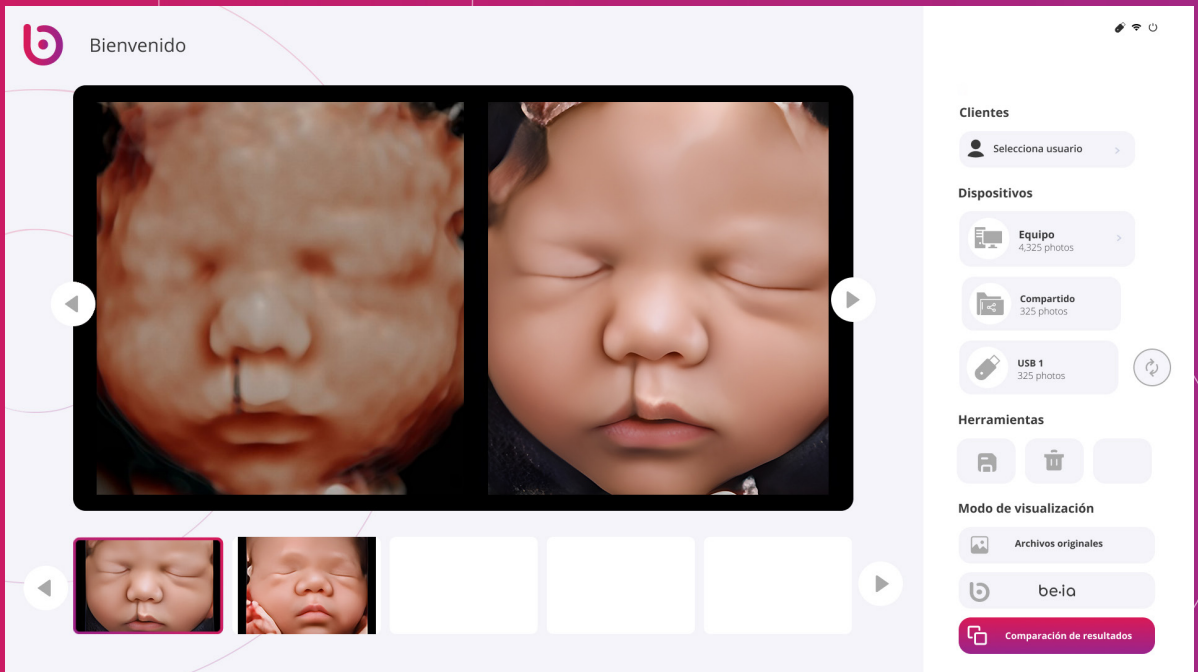 Bienvenido
Clientes
Selecciona usuario
Dispositivos
Equipo
4,325 photos
Compartido
325 photos
USB 1
325 photos
Herramientas
Modo de visualización
Archivos originales
be·ia
Comparación de resultados